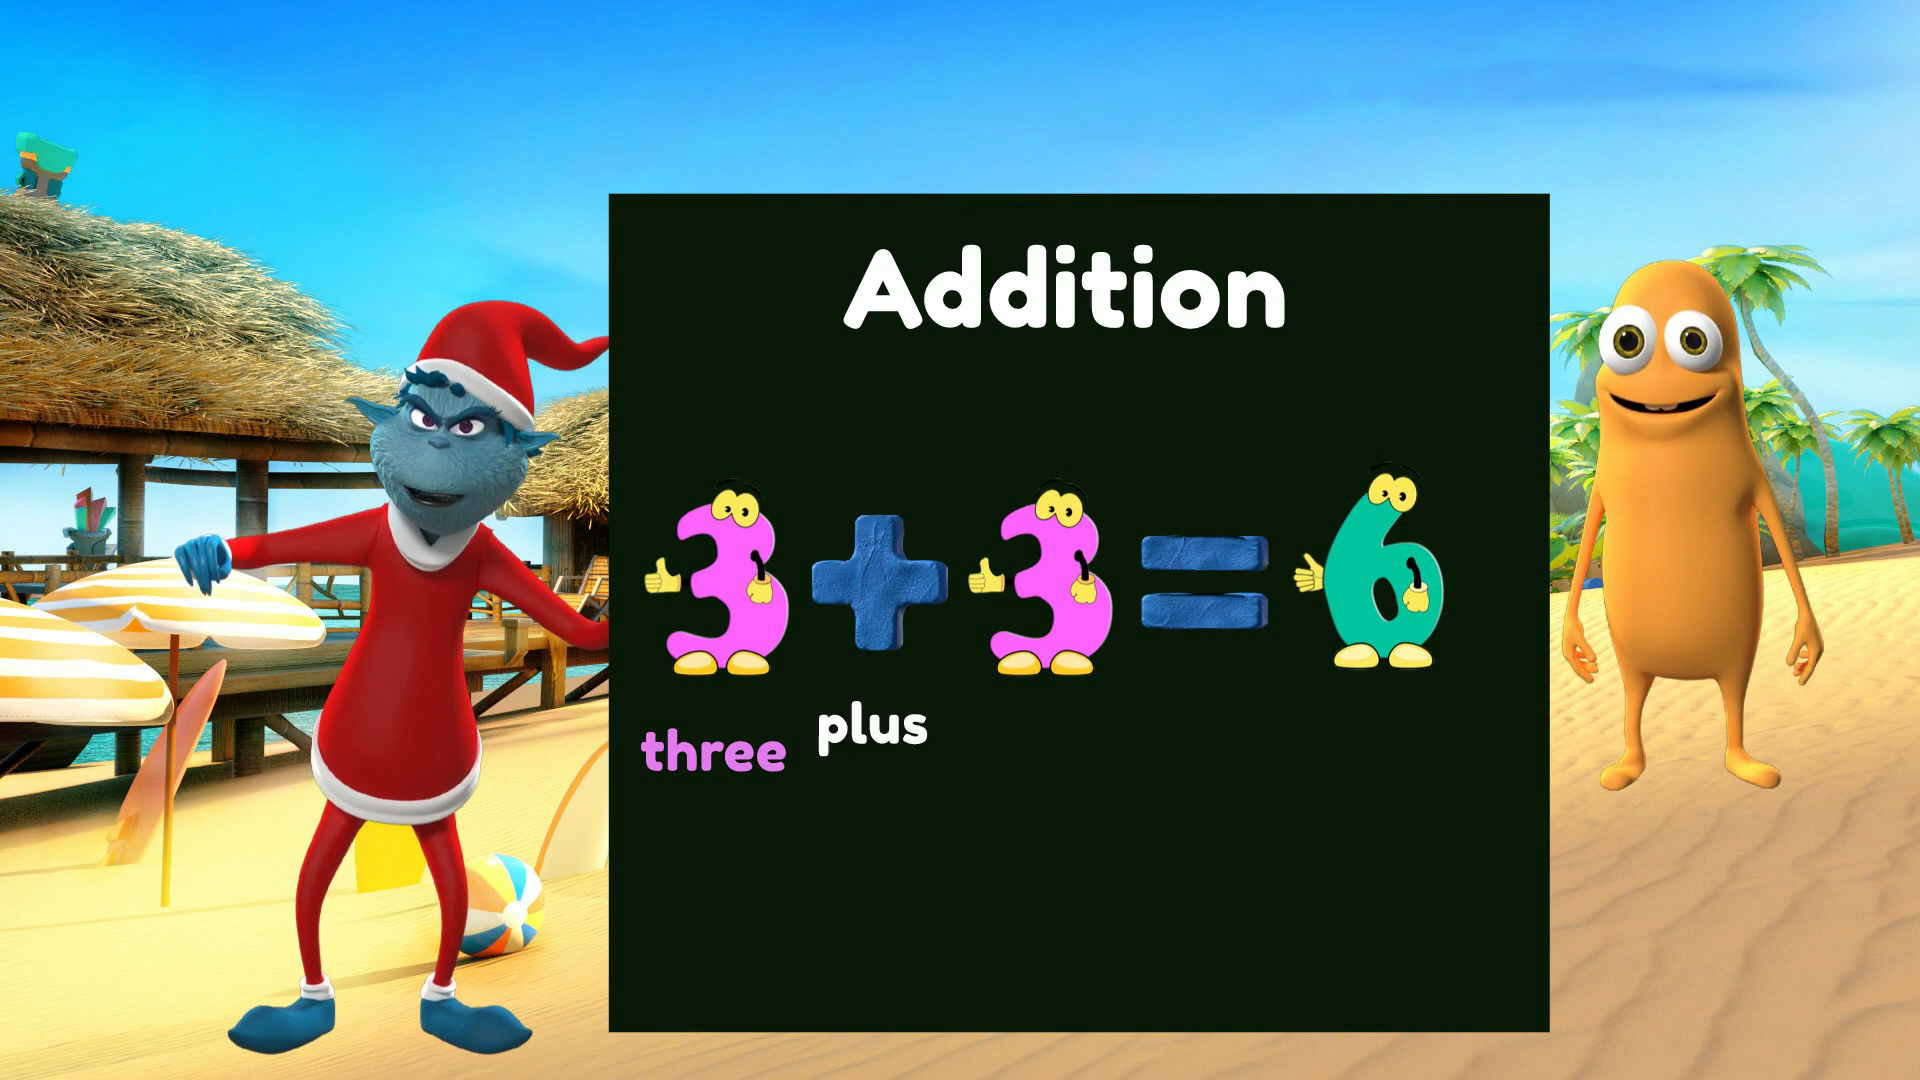 Addition
3 + 3 = 6
three plus